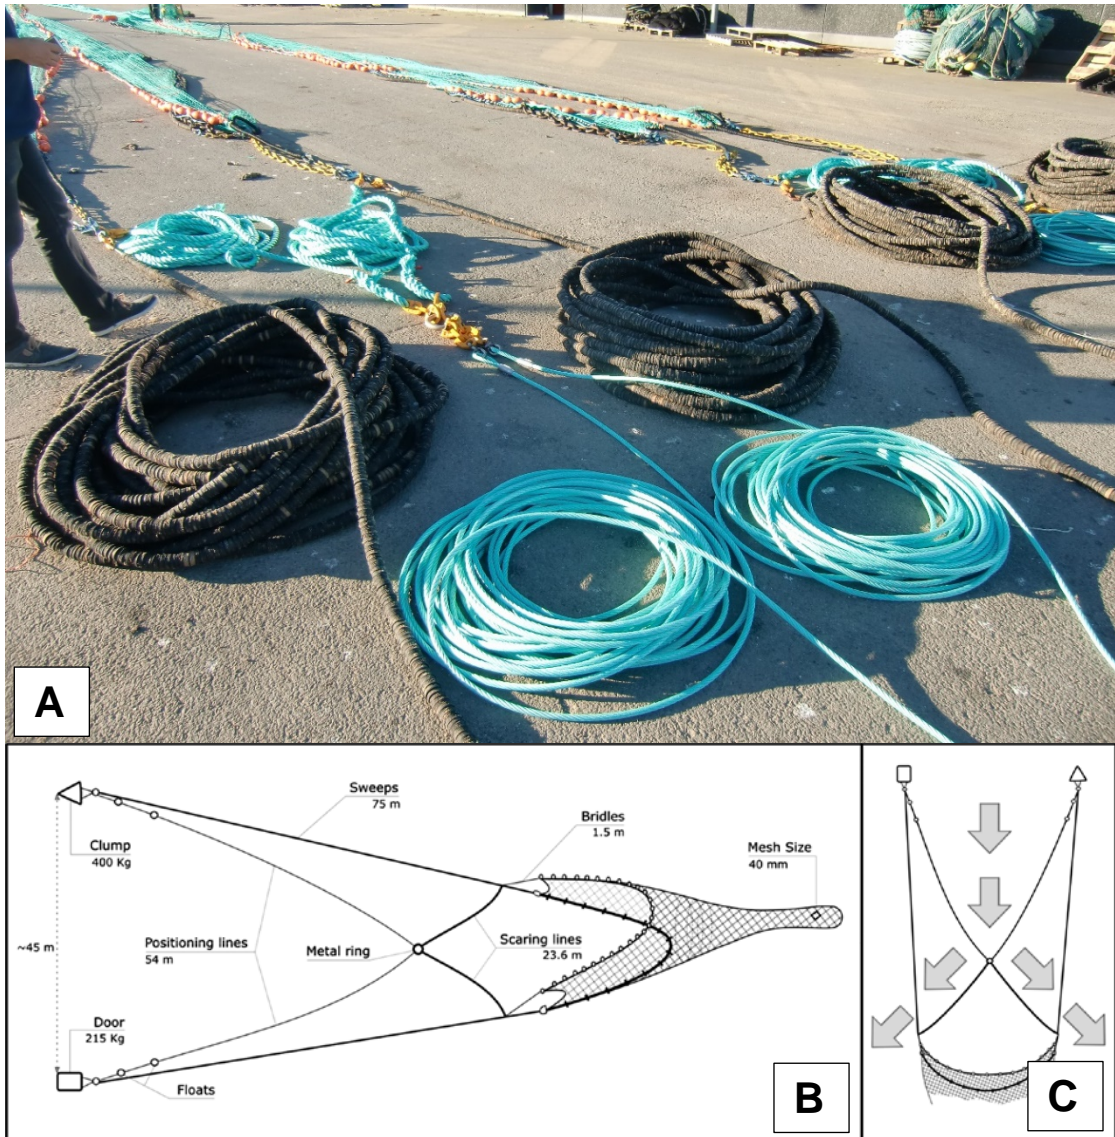 A
Sweeps
75 m
Bridles
1.5 m
Clump
400 Kg
Mesh Size
40 mm
~45 m
Positioning lines
54 m
Metal ring
Scaring lines
23.6 m
Door
215 Kg
Floats
B
C